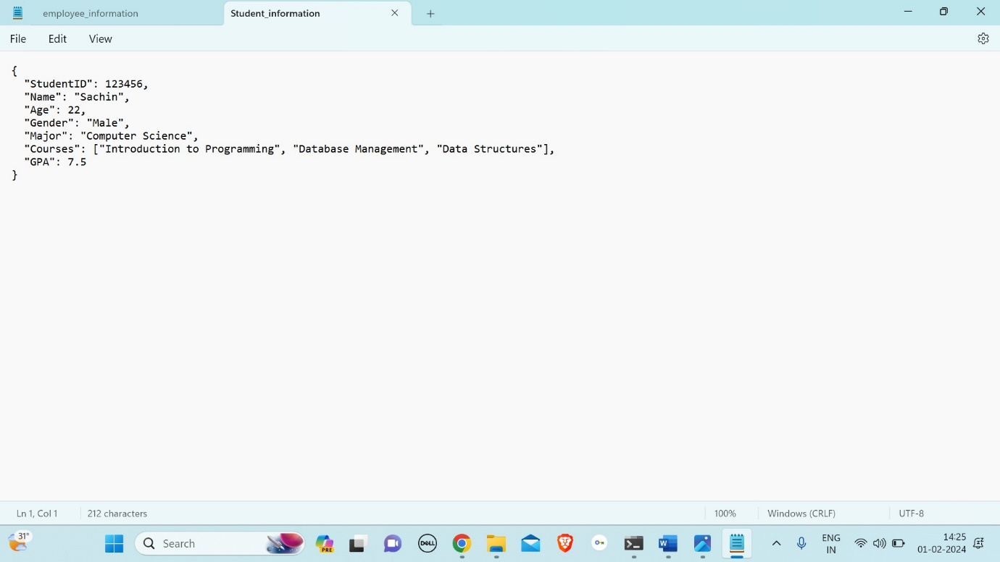 employee_information
Student_information
File Edit View
{
  "StudentID": 123456,
  "Name": "Sachin",
  "Age": 22,
  "Gender": "Male",
  "Major": "Computer Science",
  "Courses": ["Introduction to Programming", "Database Management", "Data Structures"],
  "GPA": 7.5
}
Ln 1, Col 1 212 characters 100% Windows (CRLF) UTF-8
31°
Search
PRE
DELL
W
ENG
IN
14:25
01-02-2024